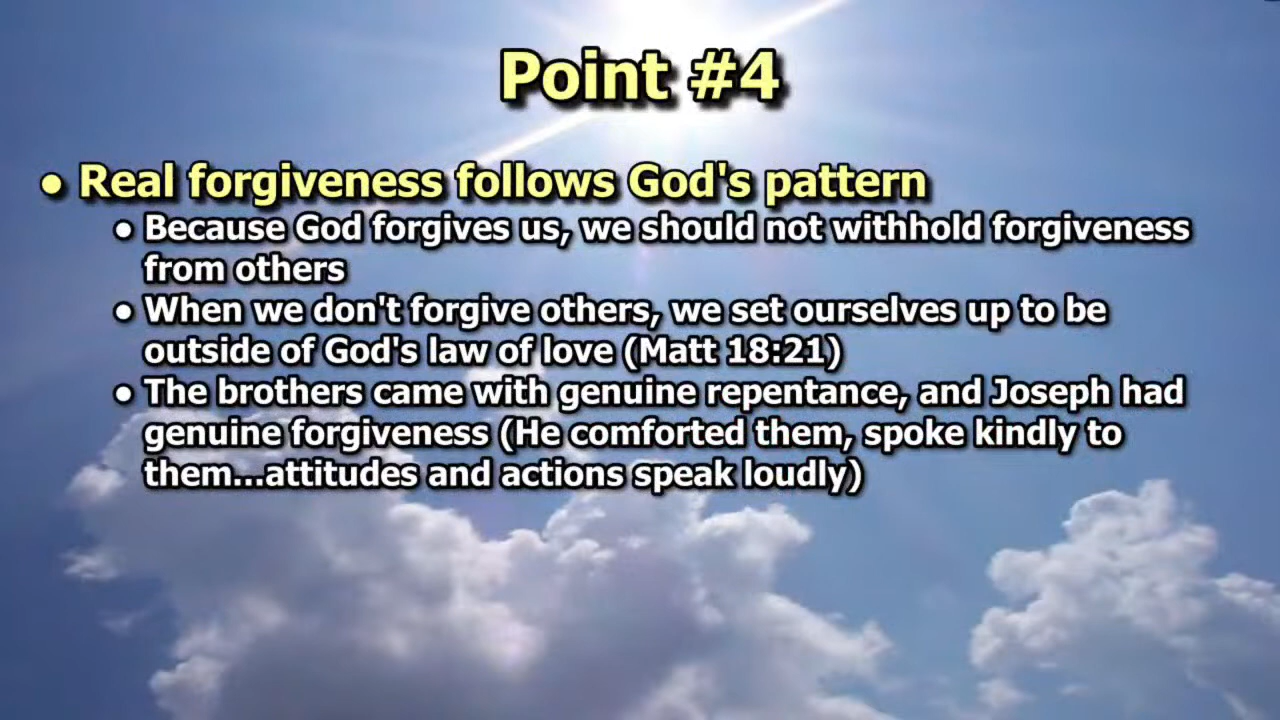 Point #4
● Real forgiveness follows God's pattern
● Because God forgives us, we should not withhold forgiveness
from others
● When we don't forgive others, we set ourselves up to be
outside of God's law of love (Matt 18:21)
● The brothers came with genuine repentance, and Joseph had
genuine forgiveness (He comforted them, spoke kindly to
them...attitudes and actions speak loudly)